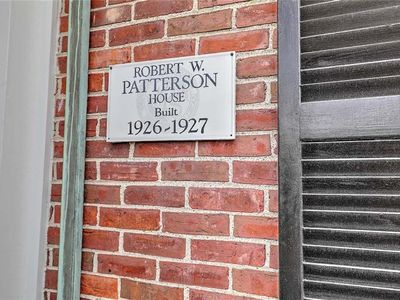 ROBERT W.
PATTERSON
HOUSE
Built
1926-1927